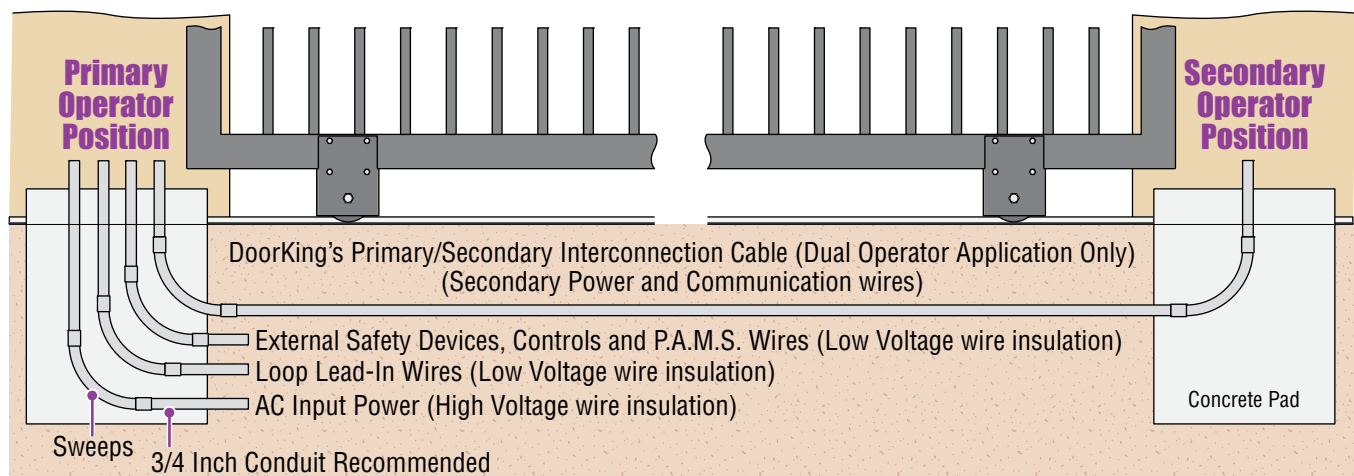 Primary
Operator
Position
Secondary
Operator
Position
DoorKing's Primary/Secondary Interconnection Cable (Dual Operator Application Only)
(Secondary Power and Communication wires)
External Safety Devices, Controls and P.A.M.S. Wires (Low Voltage wire insulation)
Loop Lead-In Wires (Low Voltage wire insulation)
AC Input Power (High Voltage wire insulation)
Concrete Pad
Sweeps
3/4 Inch Conduit Recommended